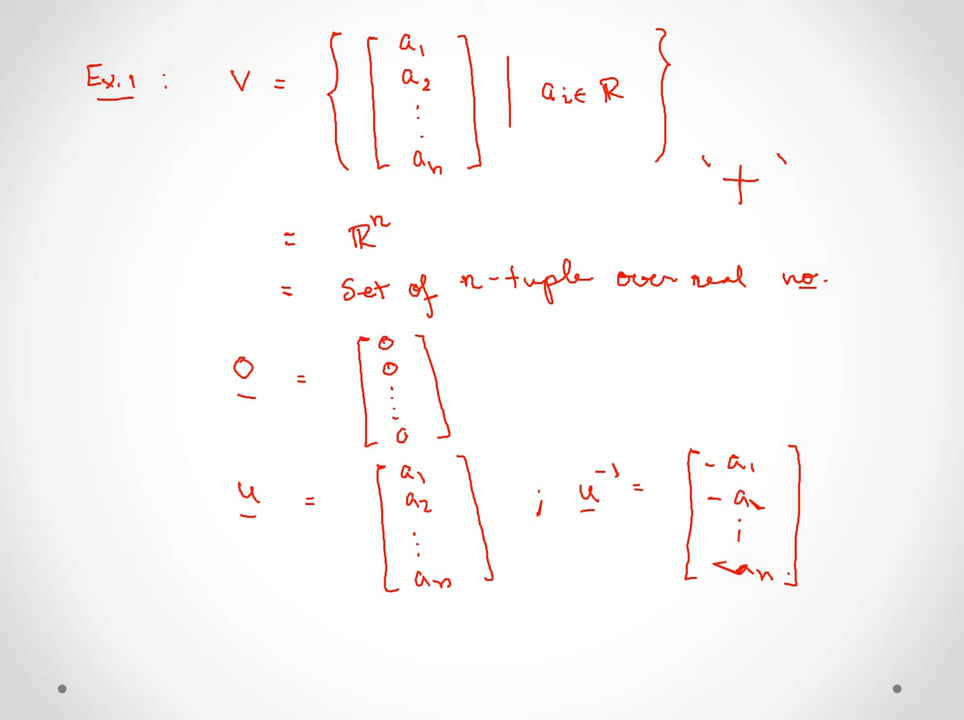 Ex.1 : V = { [ a1 a2 : . an ] | ai ∈ ℝ } '+'
= ℝ^n
= Set of n-tuple over real no.
0 = [ 0 0 ⋮ 0 ]
u = [ a1 a2 ⋮ an ] ; u^-1 = [ -a1 -a2 ⋮ -an ]